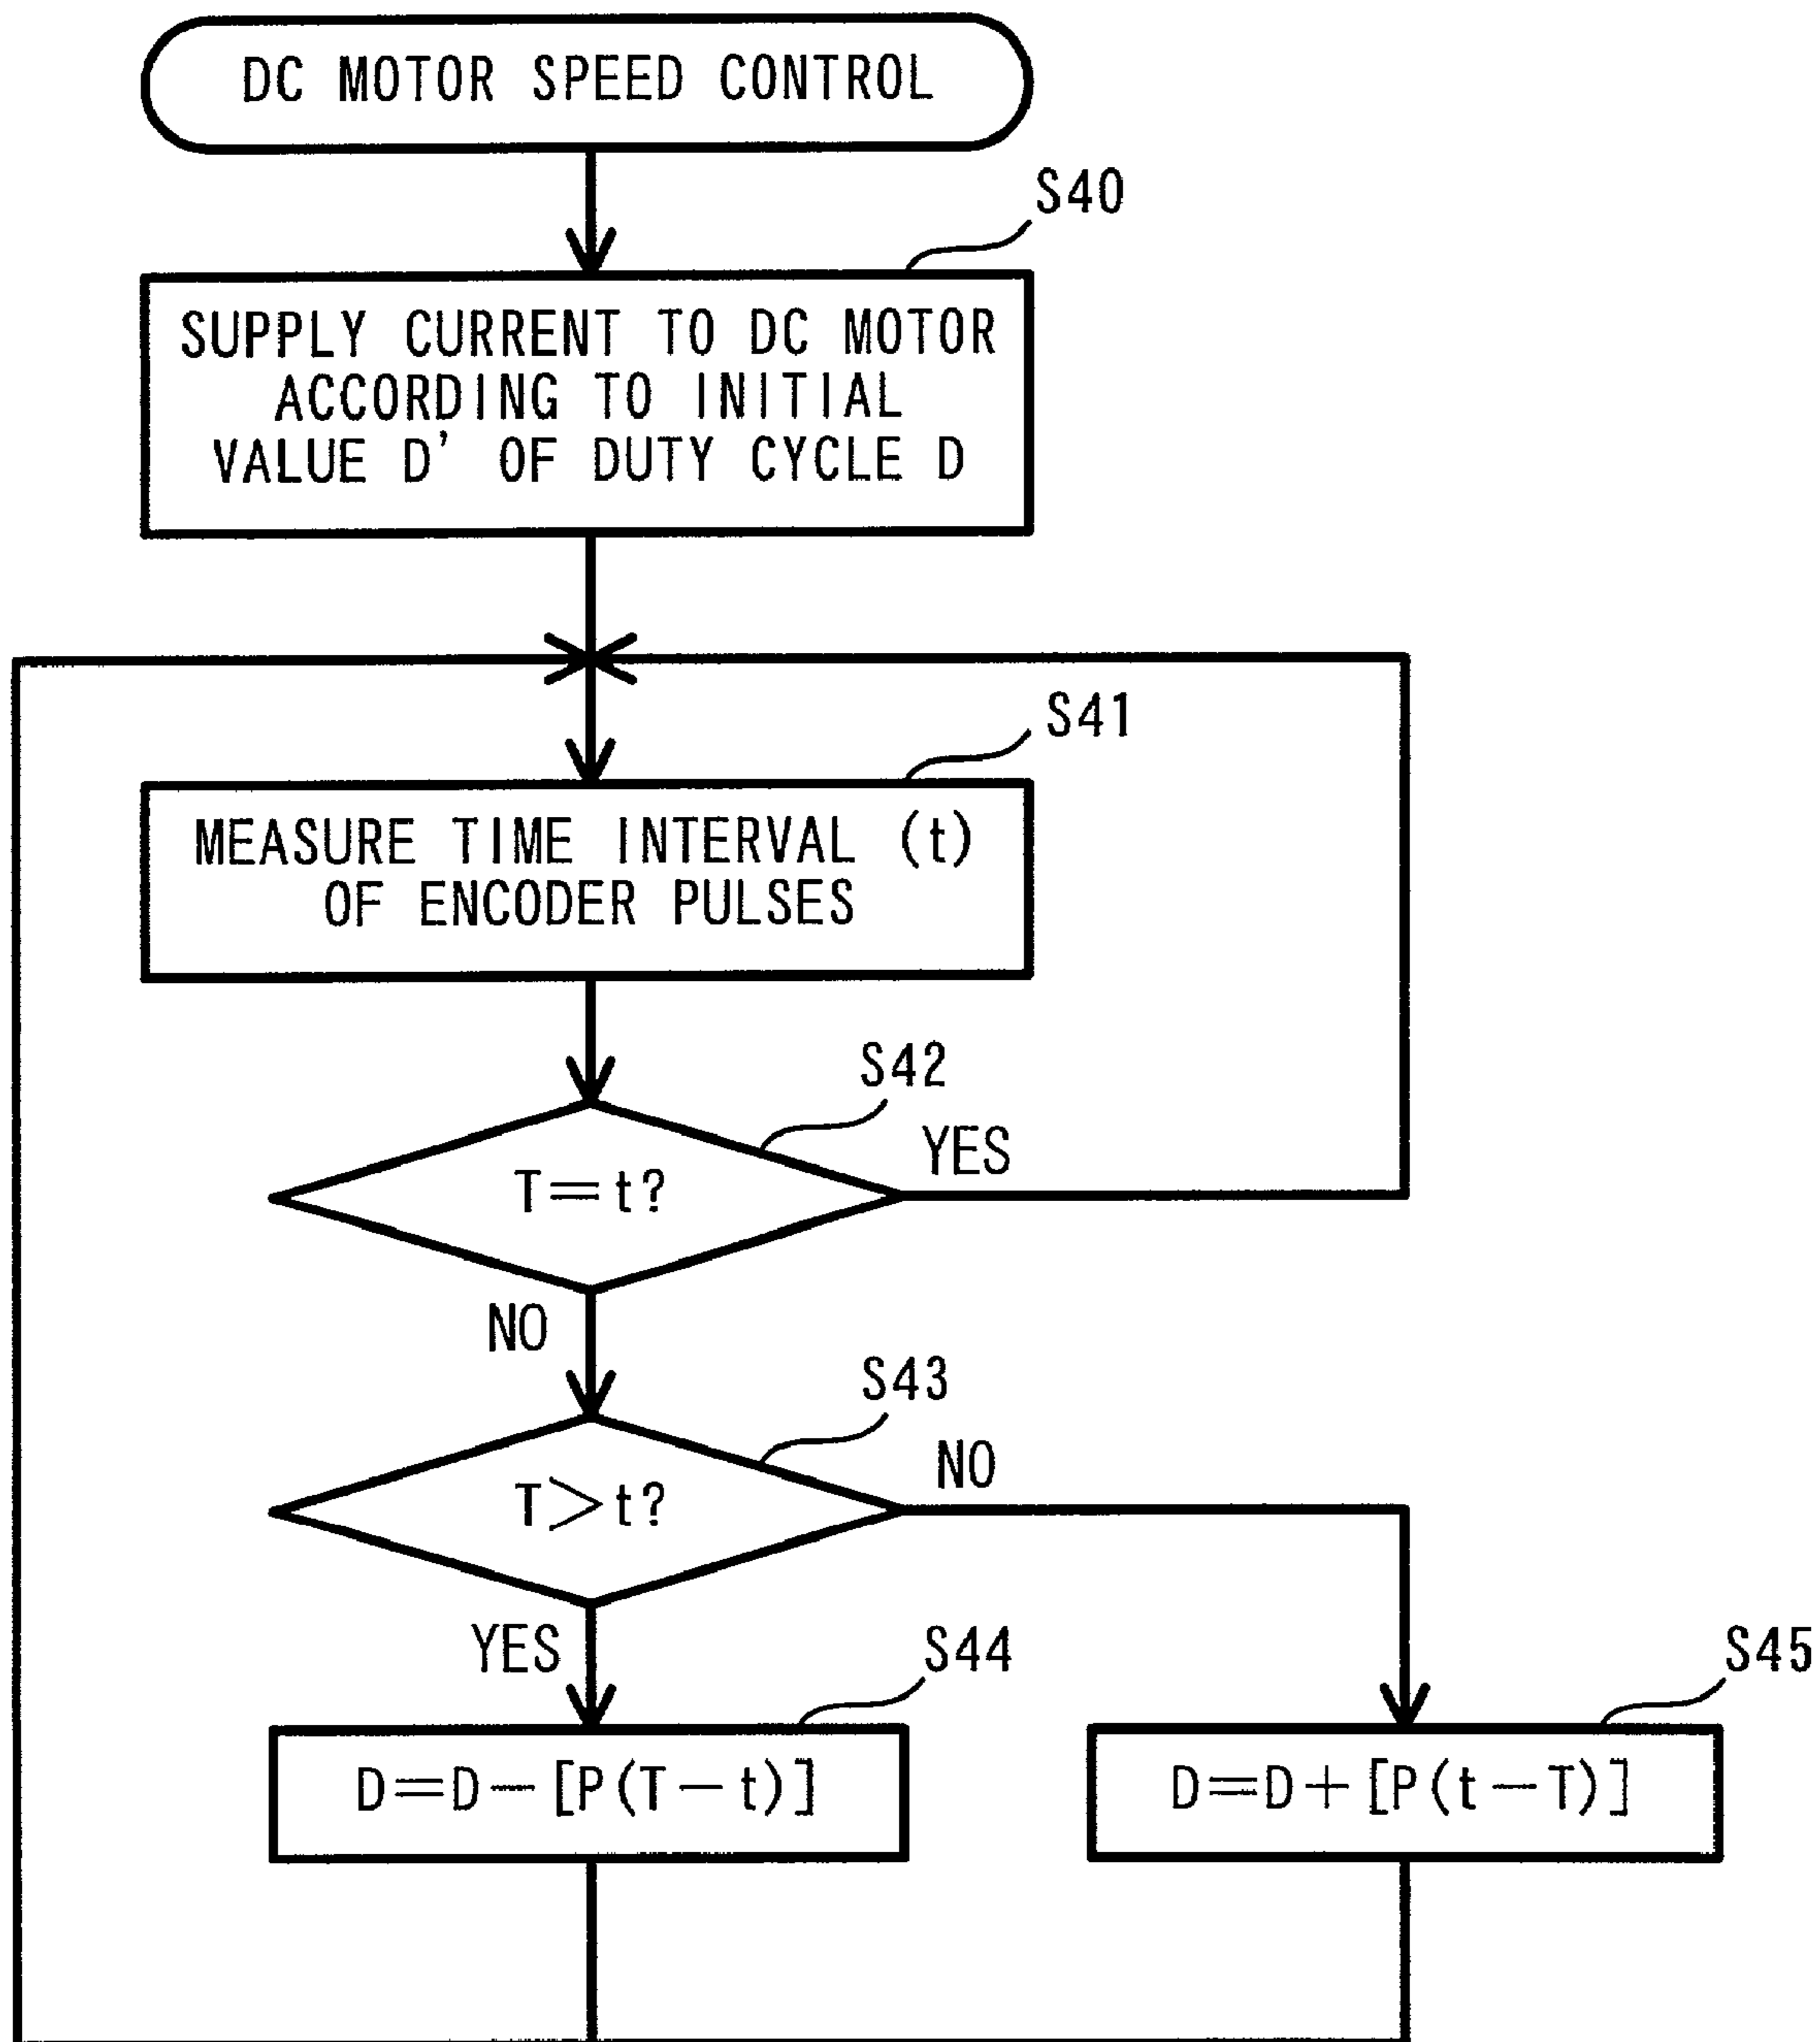 DC MOTOR SPEED CONTROL
S40
SUPPLY CURRENT TO DC MOTOR
ACCORDING TO INITIAL
VALUE D' OF DUTY CYCLE D
S41
MEASURE TIME INTERVAL (t)
OF ENCODER PULSES
S42
YES
T=t?
NO
S43
NO
T>t?
YES
S44
S45
D=D-[P(T-t)]
D=D+[P(t-T)]